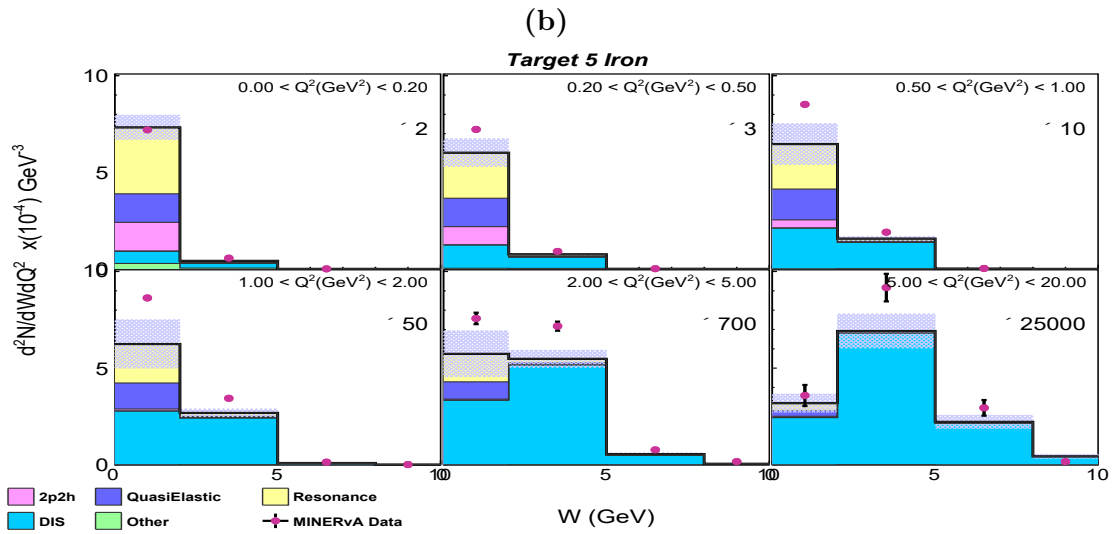 (b)
Target 5 Iron
d²N/dWdQ² x(10⁻⁴) GeV⁻³
10
0.00 < Q²(GeV²) < 0.20
0.20 < Q²(GeV²) < 0.50
0.50 < Q²(GeV²) < 1.00
´ 2
´ 3
´ 10
5
0
10
1.00 < Q²(GeV²) < 2.00
2.00 < Q²(GeV²) < 5.00
5.00 < Q²(GeV²) < 20.00
´ 50
´ 700
´ 25000
5
0
0 5 10
0 5 10
0 5 10
W (GeV)
2p2h QuasiElastic Resonance
DIS Other MINERvA Data